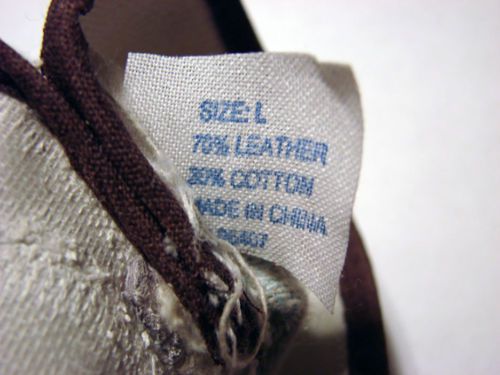 SIZE: L
70% LEATHER
30% COTTON
MADE IN CHINA